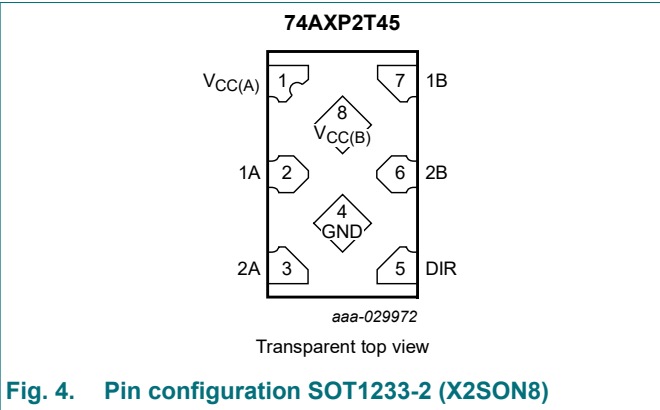 74AXP2T45
VCC(A) 1 7 1B
8
VCC(B)
1A 2 6 2B
4
GND
2A 3 5 DIR
aaa-029972
Transparent top view
Fig. 4. Pin configuration SOT1233-2 (X2SON8)